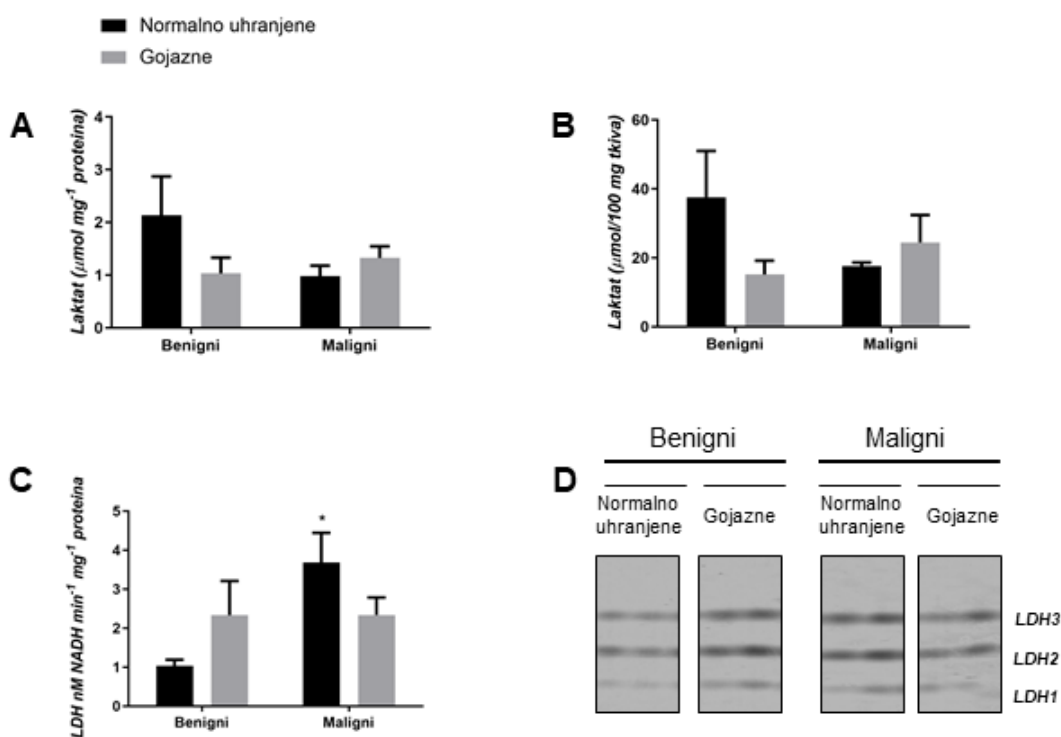 Normalno uhranjene
Gojazne
A
Laktat (μmol mg⁻¹ proteina)
4
3
2
1
0
Benigni
Maligni
B
Laktat (μmol/100 mg tkiva)
60
40
20
0
Benigni
Maligni
C
LDH nM NADH min⁻¹ mg⁻¹ proteina
5
4
3
2
1
0
*
Benigni
Maligni
D
Benigni
Maligni
Normalno
uhranjene
Gojazne
Normalno
uhranjene
Gojazne
LDH3
LDH2
LDH1